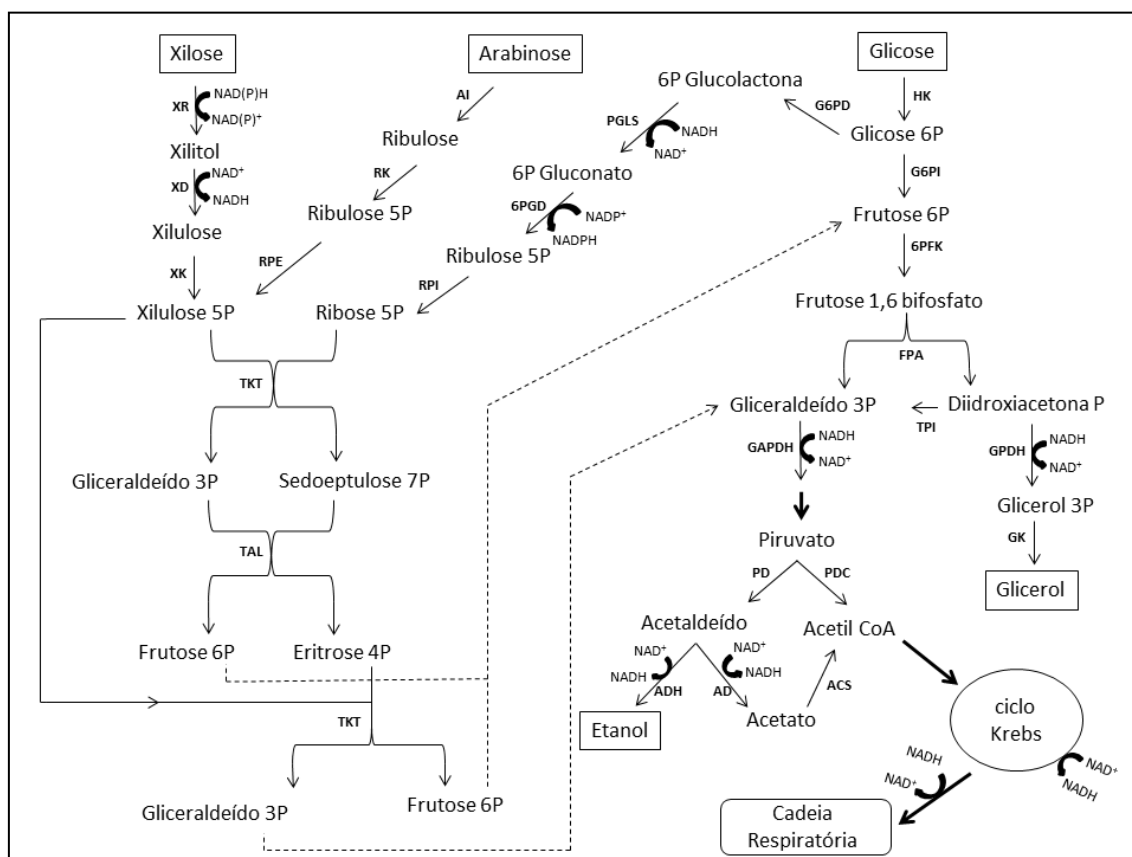 Xilose
Arabinose
Glicose
XR
NAD(P)H
NAD(P)⁺
Xilitol
XD
NAD⁺
NADH
Xilulose
XK
Xilulose 5P
AI
Ribulose
RK
Ribulose 5P
RPE
6P Glucolactona
PGLS
NADH
NAD⁺
6P Gluconato
6PGD
NADP⁺
NADPH
Ribulose 5P
RPI
Ribose 5P
G6PD
HK
Glicose 6P
G6PI
Frutose 6P
6PFK
Frutose 1,6 bifosfato
FPA
Gliceraldeído 3P
TPI
Diidroxiacetona P
GAPDH
NADH
NAD⁺
GPDH
NADH
NAD⁺
Glicerol 3P
GK
Glicerol
Piruvato
PD
PDC
Acetaldeído
Acetil CoA
NAD⁺
NADH
ADH
NAD⁺
NADH
AD
ACS
Etanol
Acetato
ciclo
Krebs
NAD⁺
NADH
NADH
NAD⁺
Cadeia
Respiratória
TKT
Gliceraldeído 3P
Sedoeptulose 7P
TAL
Frutose 6P
Eritrose 4P
TKT
Gliceraldeído 3P
Frutose 6P